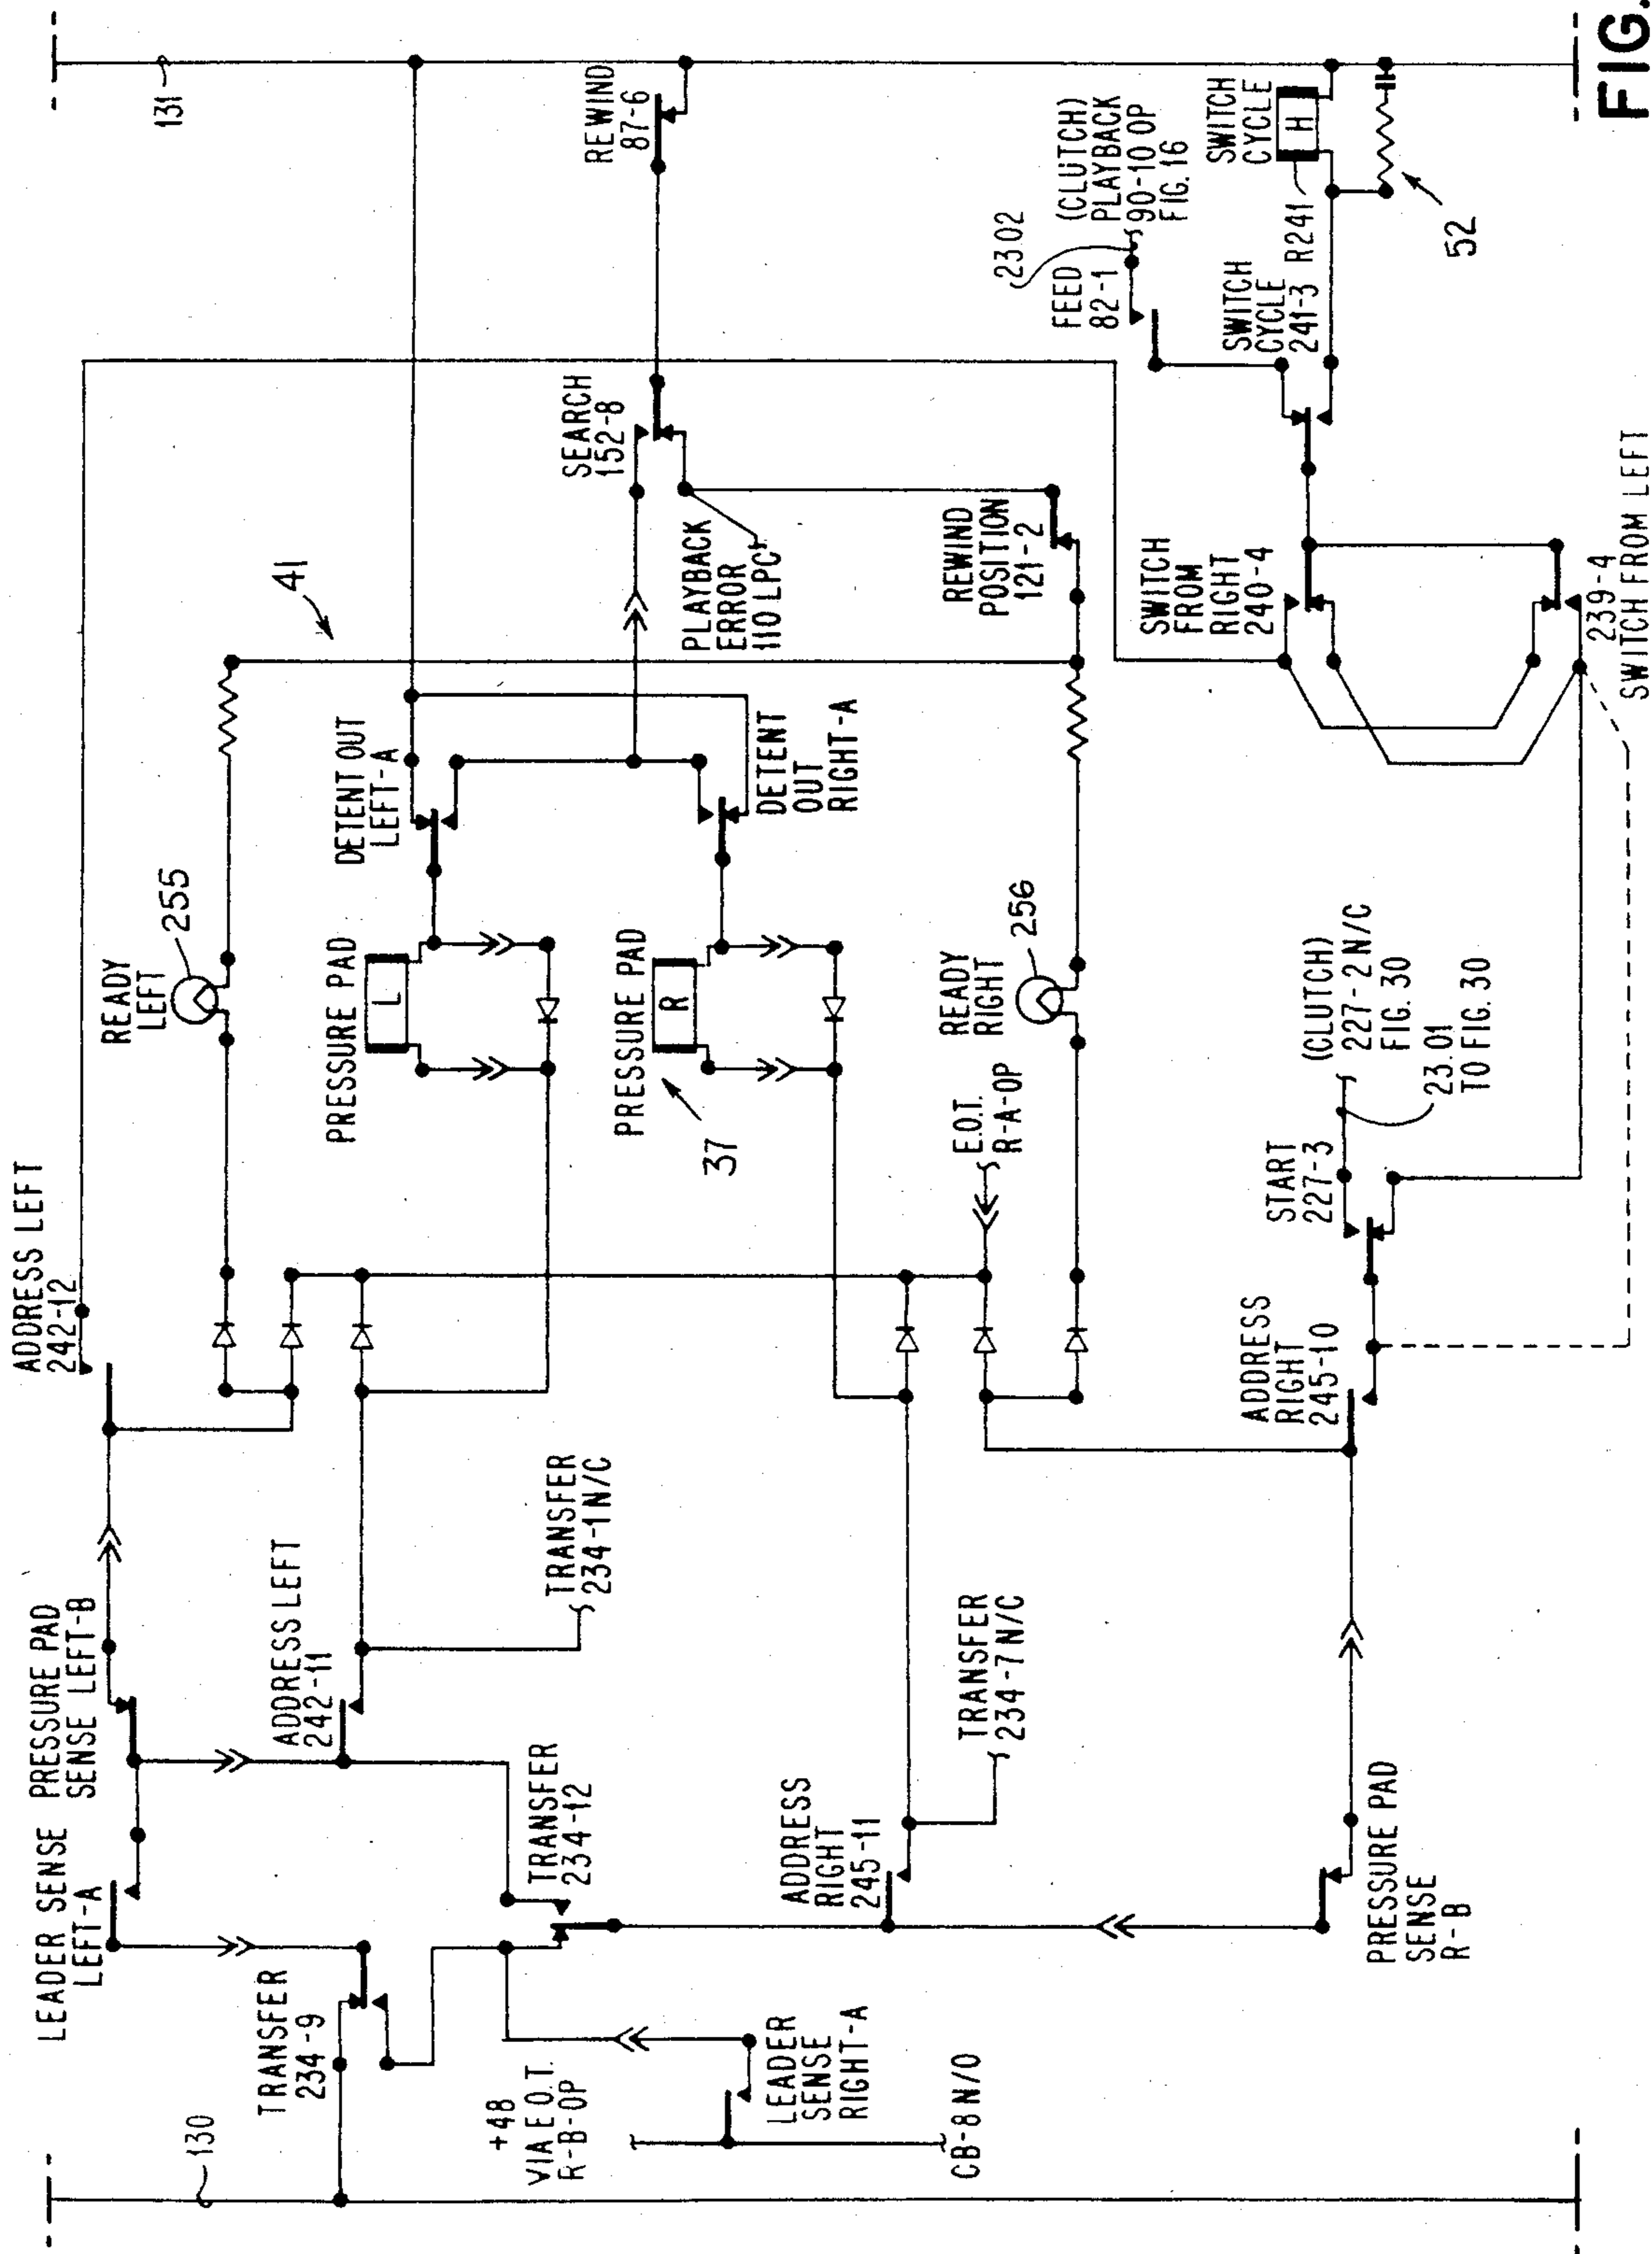 FIG.
131
REWIND
87-6
SWITCH
CYCLE
H
R241
52
(CLUTCH)
PLAYBACK
90-10 OP
FIG. 16
23.02
FEED
82-1
SWITCH
CYCLE
241-3
SEARCH
152-8
PLAYBACK
ERROR
110 LPC
REWIND
POSITION
121-2
SWITCH
FROM
RIGHT
240-4
239-4
SWITCH FROM LEFT
41
DETENT OUT
LEFT-A
DETENT
OUT
RIGHT-A
READY
LEFT
255
PRESSURE PAD
L
PRESSURE PAD
R
37
READY
RIGHT
256
E.O.T.
R-A-OP
(CLUTCH)
227-2 N/C
FIG. 30
23.01
TO FIG. 30
START
227-3
ADDRESS LEFT
242-12
ADDRESS
RIGHT
245-10
PRESSURE PAD
SENSE LEFT-B
ADDRESS LEFT
242-11
TRANSFER
234-1 N/C
TRANSFER
234-7 N/C
LEADER SENSE
LEFT-A
TRANSFER
234-12
ADDRESS
RIGHT
245-11
PRESSURE PAD
SENSE
R-B
TRANSFER
234-9
+48
VIA E.O.T.
R-B-OP
LEADER
SENSE
RIGHT-A
CB-8 N/O
130